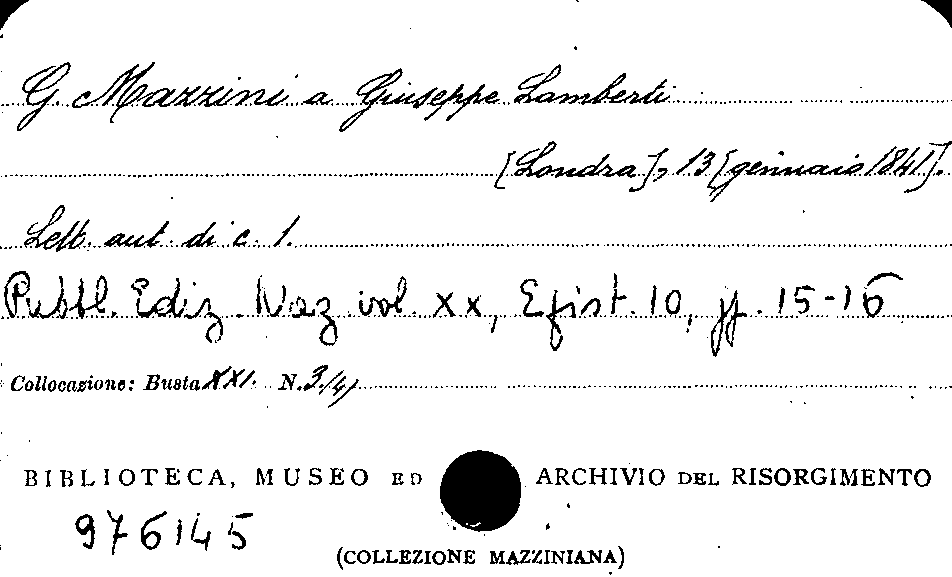 G. Mazzini a Giuseppe Lamberti
[Londra], 13 [gennaio 1841].
Lett. aut. di c. 1.
Pubbl. Ediz. Naz vol. XX, Epist. 10, pp. 15-16
Collocazione: Busta XXI. N. 3/4)
BIBLIOTECA, MUSEO ED ARCHIVIO DEL RISORGIMENTO
976145
(COLLEZIONE MAZZINIANA)